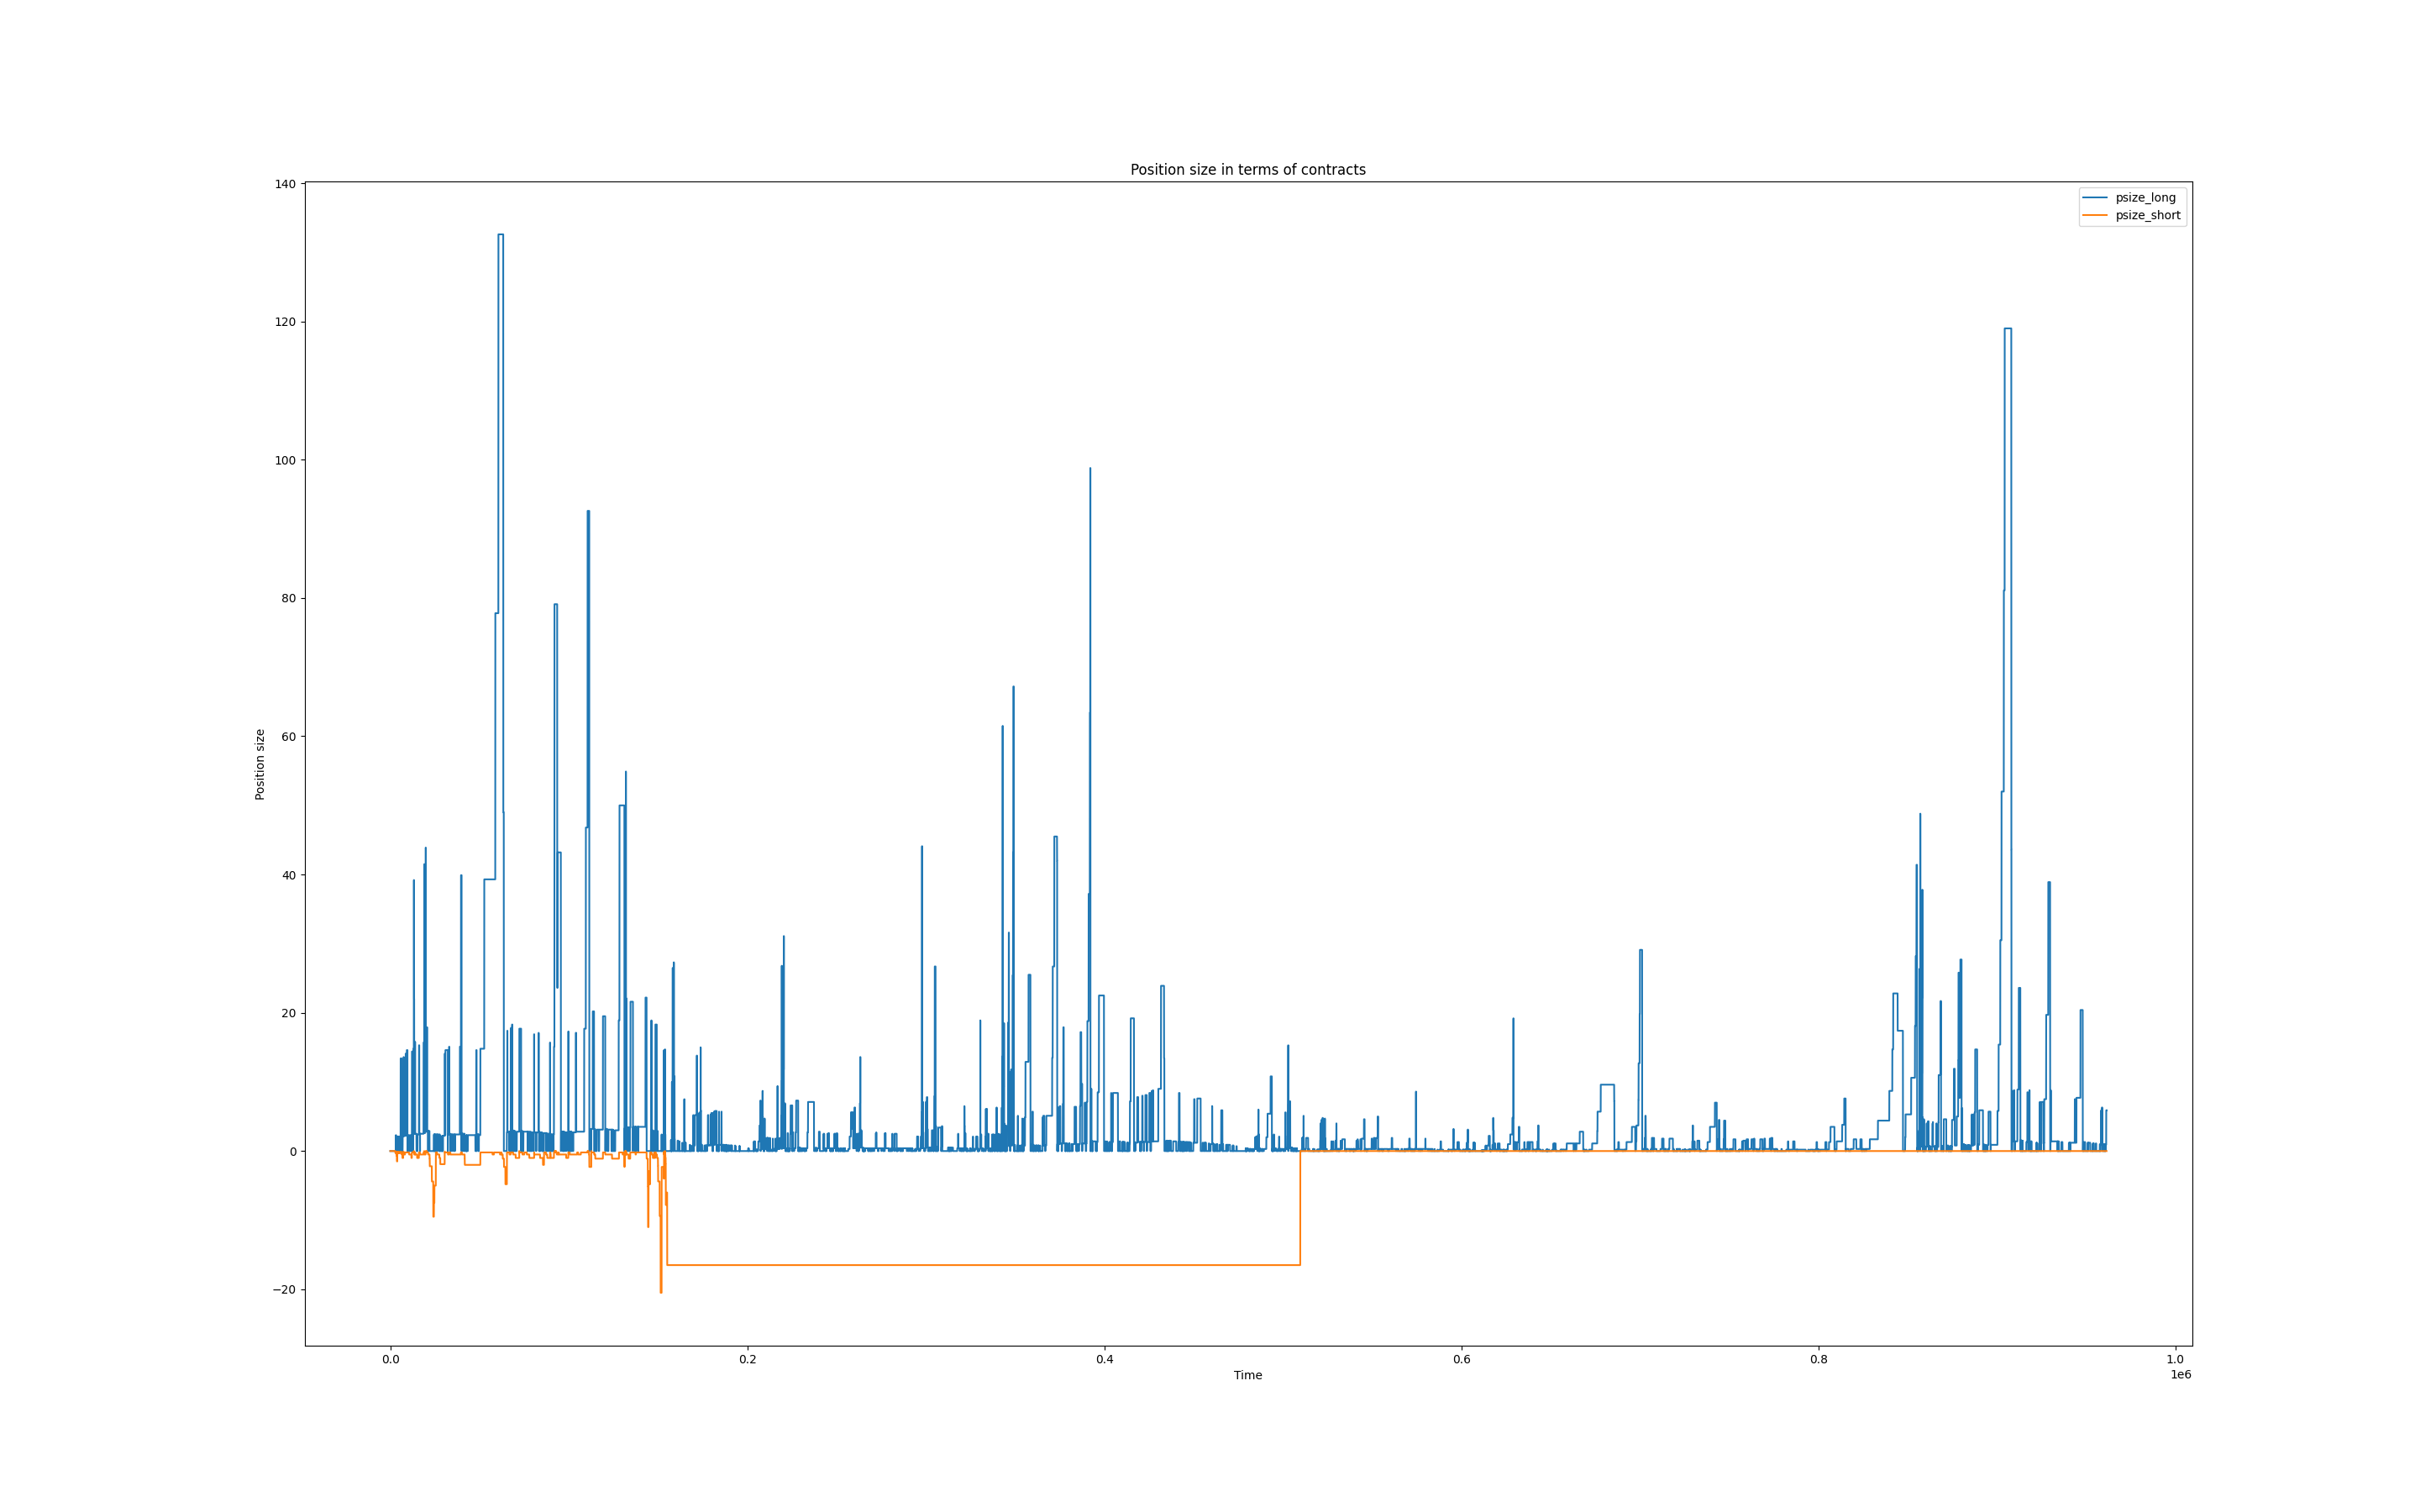 Position size in terms of contracts
140
120
100
80
60
40
20
0
−20
Position size
psize_long
psize_short
0.0 0.2 0.4 0.6 0.8 1.0
Time
1e6